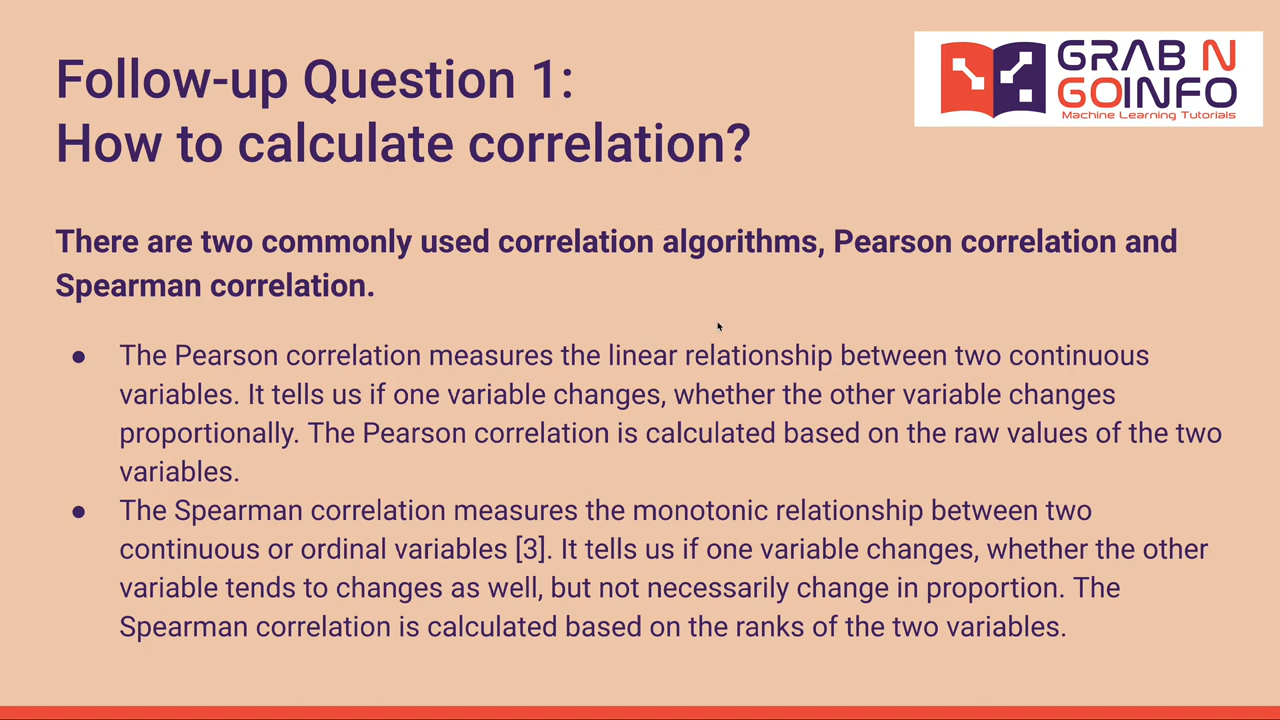 Follow-up Question 1:
How to calculate correlation?
GRAB N
GOINFO
Machine Learning Tutorials
There are two commonly used correlation algorithms, Pearson correlation and
Spearman correlation.
● The Pearson correlation measures the linear relationship between two continuous
variables. It tells us if one variable changes, whether the other variable changes
proportionally. The Pearson correlation is calculated based on the raw values of the two
variables.
● The Spearman correlation measures the monotonic relationship between two
continuous or ordinal variables [3]. It tells us if one variable changes, whether the other
variable tends to changes as well, but not necessarily change in proportion. The
Spearman correlation is calculated based on the ranks of the two variables.